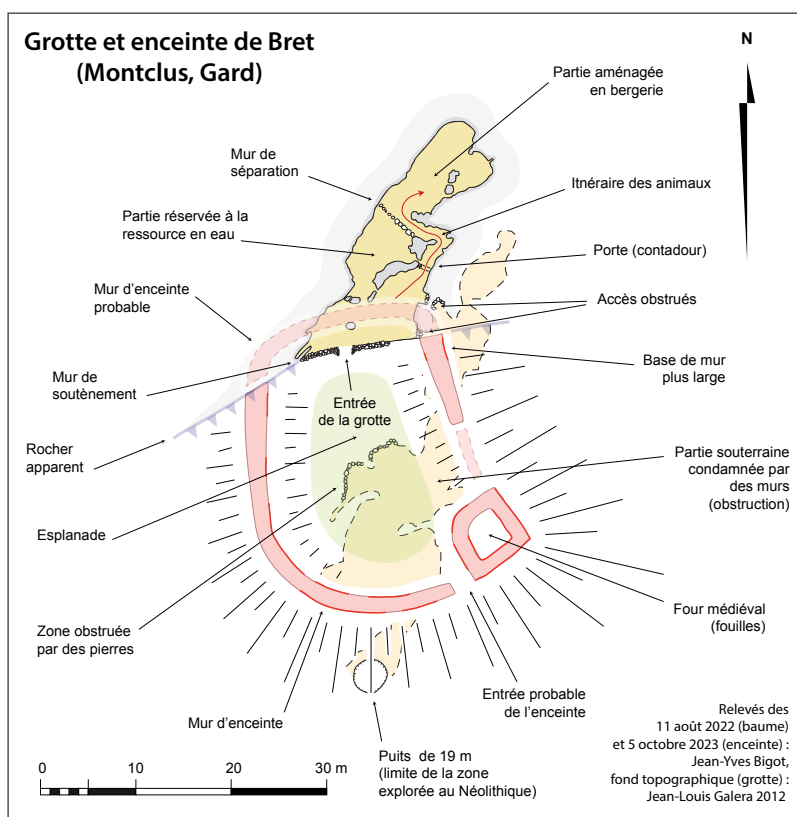 Grotte et enceinte de Bret
(Montclus, Gard)
N
Partie aménagée
en bergerie
Mur de
séparation
Itinéraire des animaux
Partie réservée à la
ressource en eau
Porte (contadour)
Mur d'enceinte
probable
Accès obstrués
Mur de
soutènement
Base de mur
plus large
Entrée
de la grotte
Rocher
apparent
Partie souterraine
condamnée par
des murs
(obstruction)
Esplanade
Four médiéval
(fouilles)
Zone obstruée
par des pierres
Entrée probable
de l'enceinte
Mur d'enceinte
Puits de 19 m
(limite de la zone
explorée au Néolithique)
0 10 20 30 m
Relevés des
11 août 2022 (baume)
et 5 octobre 2023 (enceinte) :
Jean-Yves Bigot,
fond topographique (grotte) :
Jean-Louis Galera 2012